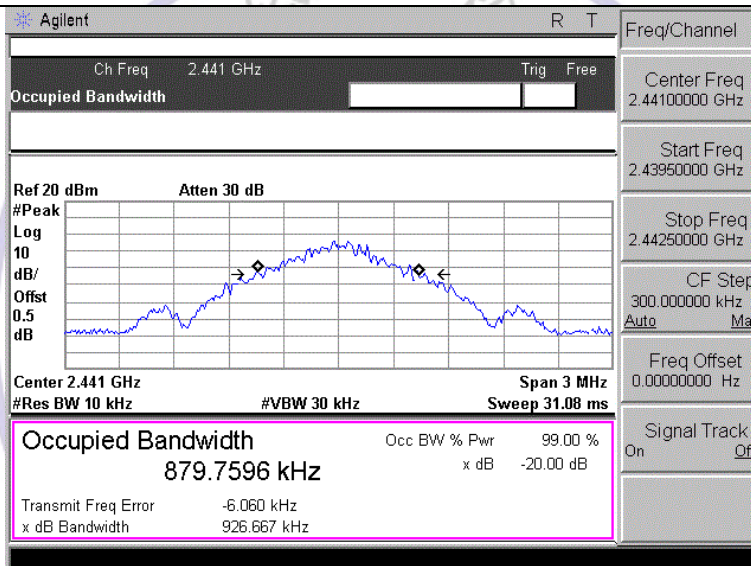 Agilent R T
Ch Freq 2.441 GHz Trig Free
Occupied Bandwidth
Ref 20 dBm Atten 30 dB
#Peak
Log
10
dB/
Offst
0.5
dB
Center 2.441 GHz Span 3 MHz
#Res BW 10 kHz #VBW 30 kHz Sweep 31.08 ms
Occupied Bandwidth Occ BW % Pwr 99.00 %
879.7596 kHz x dB -20.00 dB
Transmit Freq Error -6.060 kHz
x dB Bandwidth 926.667 kHz
Freq/Channel
Center Freq
2.44100000 GHz
Start Freq
2.43950000 GHz
Stop Freq
2.44250000 GHz
CF Step
300.000000 kHz
Auto Ma
Freq Offset
0.00000000 Hz
Signal Track
On Of